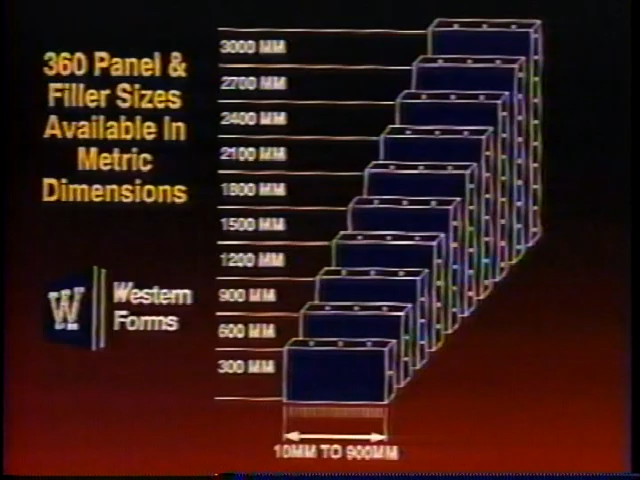 360 Panel &
Filler Sizes
Available In
Metric
Dimensions
W
Western
Forms
3000 MM
2700 MM
2400 MM
2100 MM
1800 MM
1500 MM
1200 MM
900 MM
600 MM
300 MM
10MM TO 900MM